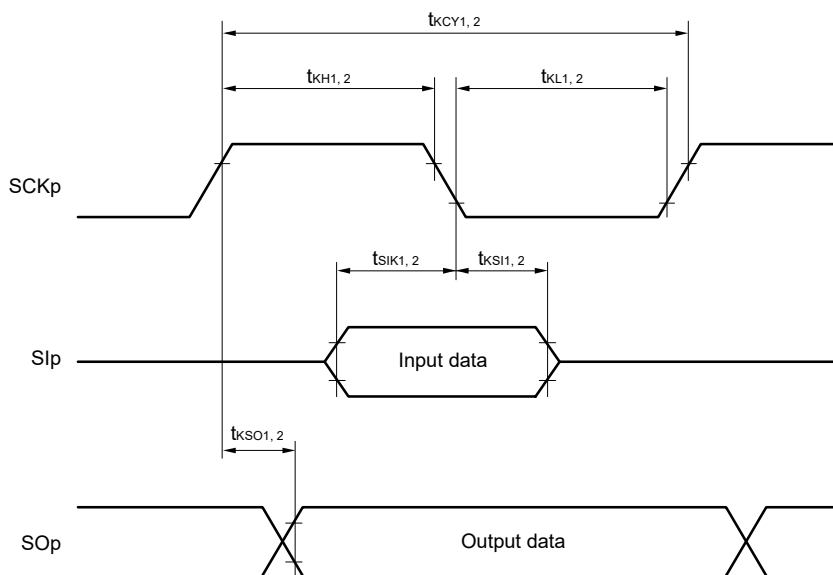 tKCY1, 2
tKH1, 2
tKL1, 2
SCKp
tSIK1, 2
tKSI1, 2
SIp
Input data
tKSO1, 2
SOp
Output data